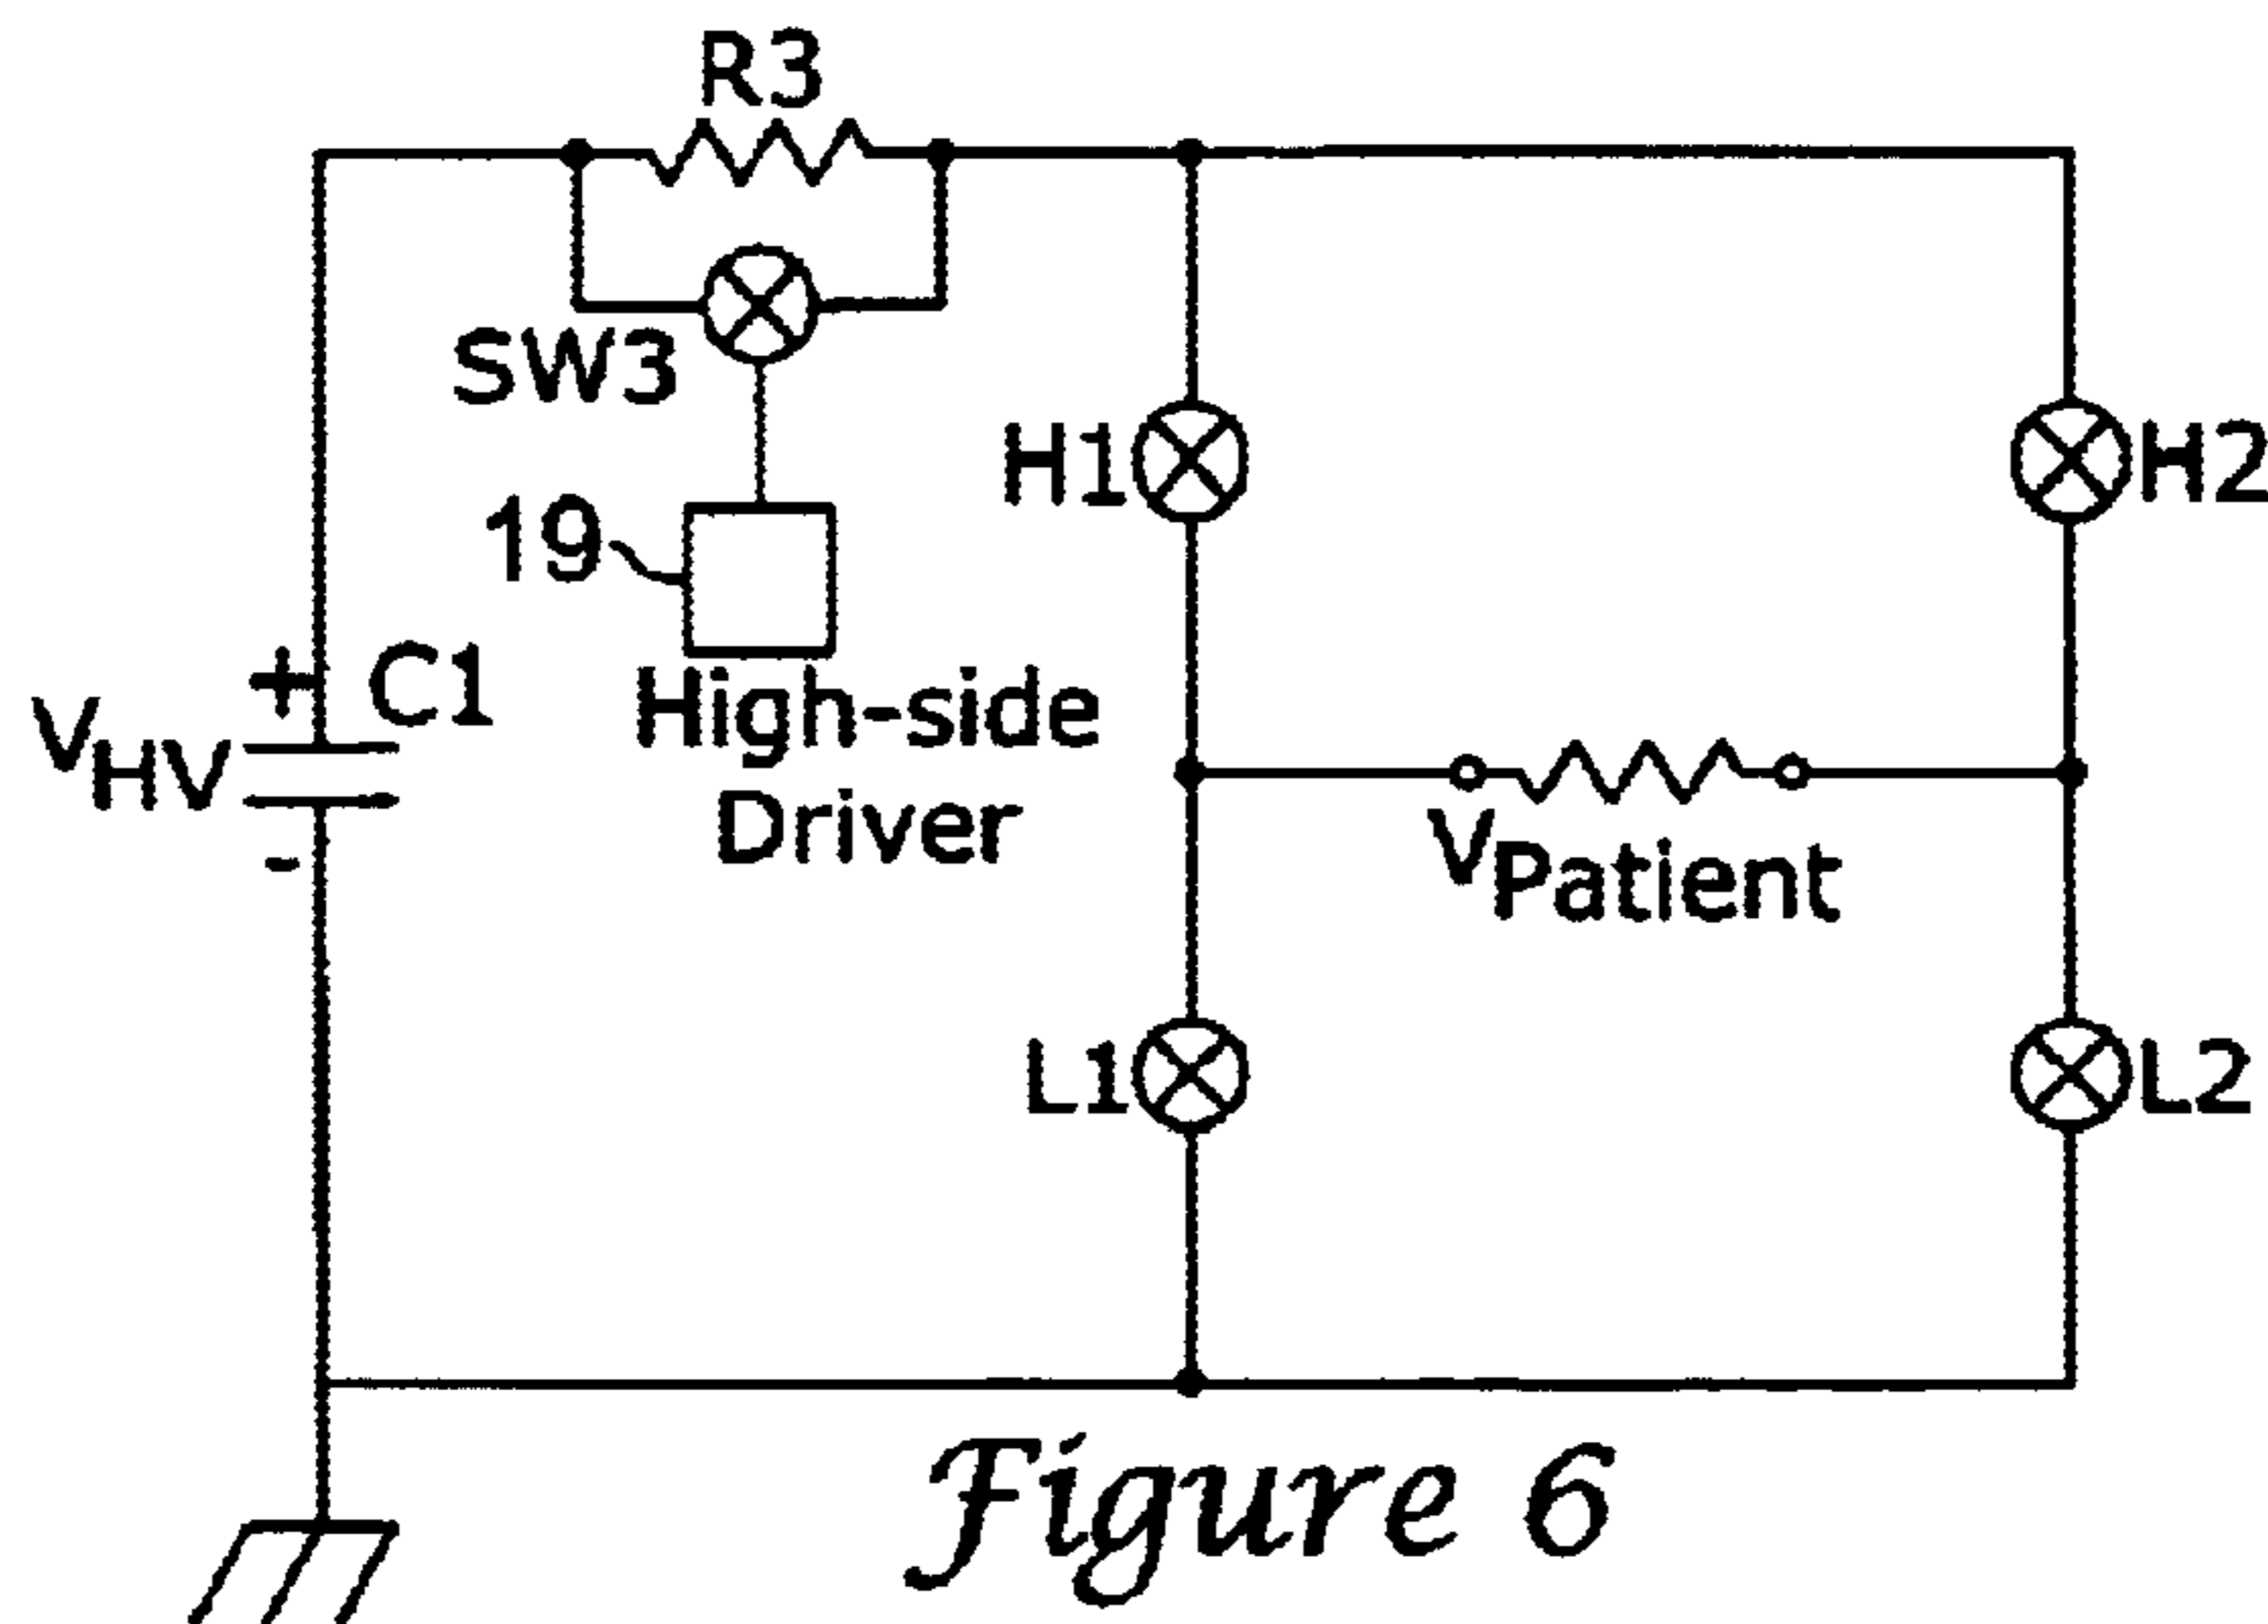 R3
SW3
19
High-side
Driver
H1
H2
+
C1
VHV
-
VPatient
L1
L2
Figure 6